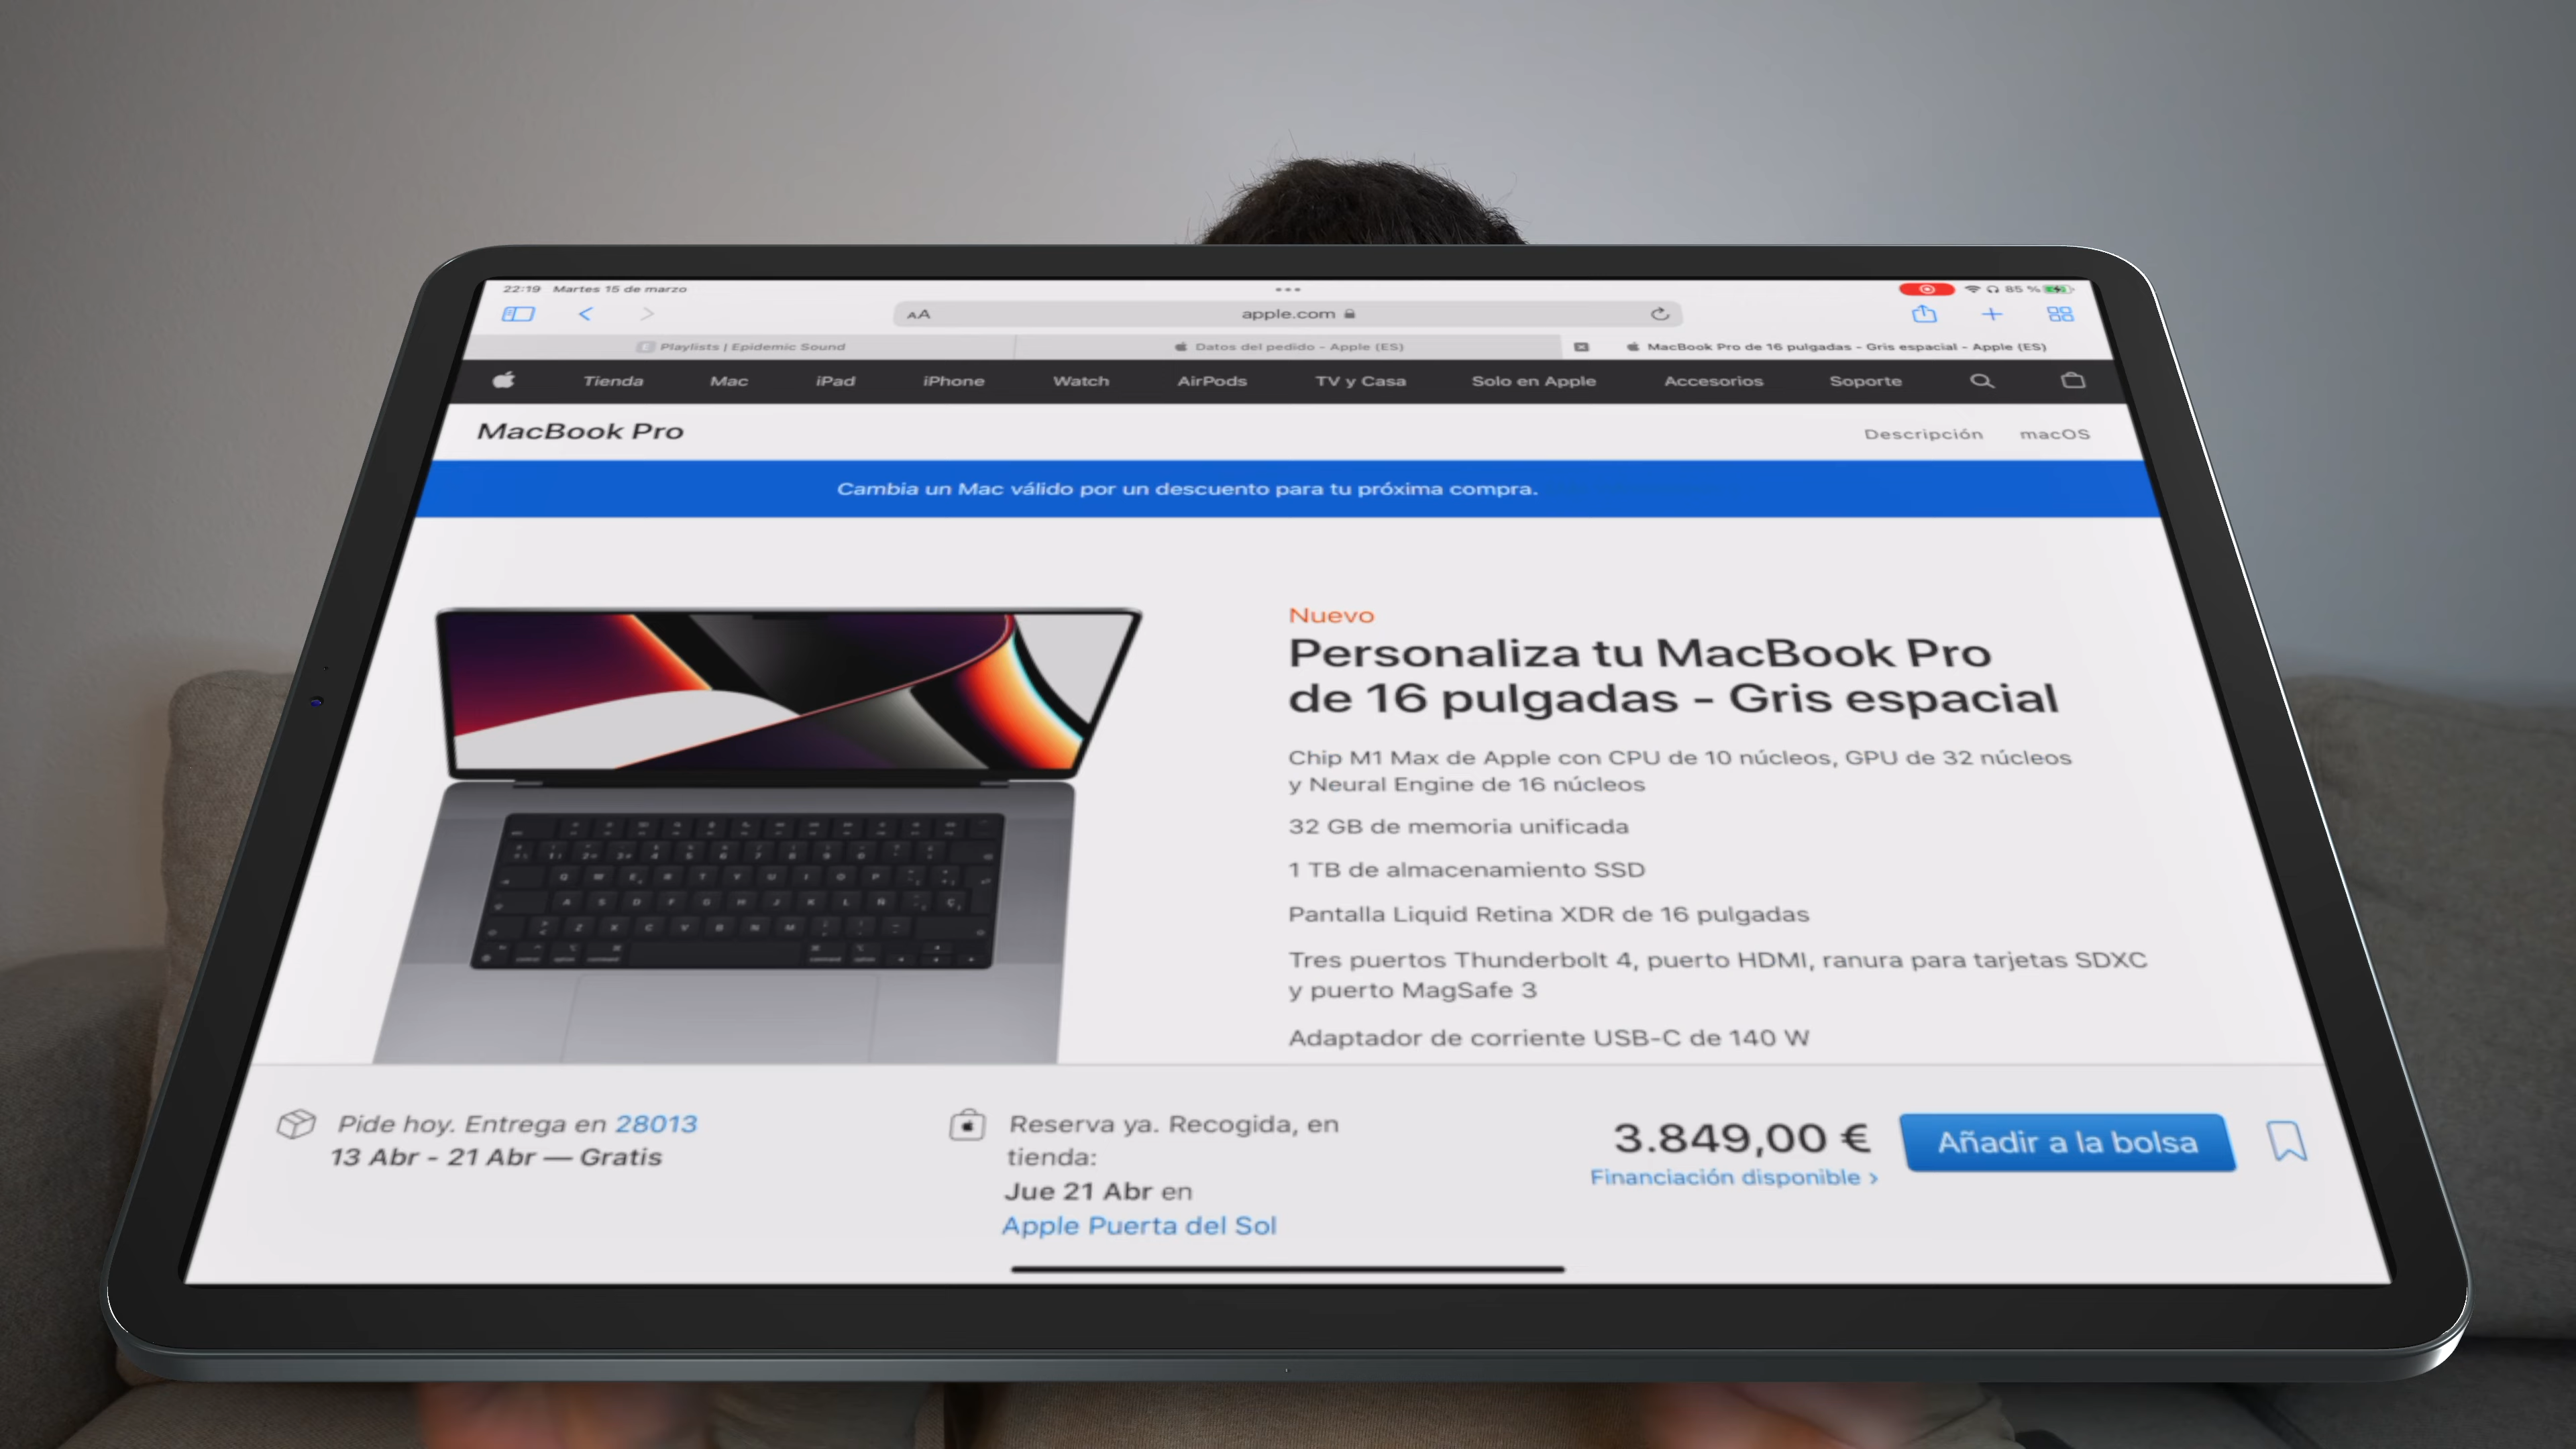 22:19 Martes 15 de marzo
85 %
AA
apple.com
Playlists | Epidemic Sound
Datos del pedido - Apple (ES)
MacBook Pro de 16 pulgadas - Gris espacial - Apple (ES)
Tienda Mac iPad iPhone Watch AirPods TV y Casa Solo en Apple Accesorios Soporte
MacBook Pro
Descripción macOS
Cambia un Mac válido por un descuento para tu próxima compra.
Nuevo
Personaliza tu MacBook Pro
de 16 pulgadas - Gris espacial
Chip M1 Max de Apple con CPU de 10 núcleos, GPU de 32 núcleos
y Neural Engine de 16 núcleos
32 GB de memoria unificada
1 TB de almacenamiento SSD
Pantalla Liquid Retina XDR de 16 pulgadas
Tres puertos Thunderbolt 4, puerto HDMI, ranura para tarjetas SDXC
y puerto MagSafe 3
Adaptador de corriente USB-C de 140 W
Pide hoy. Entrega en 28013
13 Abr - 21 Abr — Gratis
Reserva ya. Recogida, en
tienda:
Jue 21 Abr en
Apple Puerta del Sol
3.849,00 €
Financiación disponible >
Añadir a la bolsa